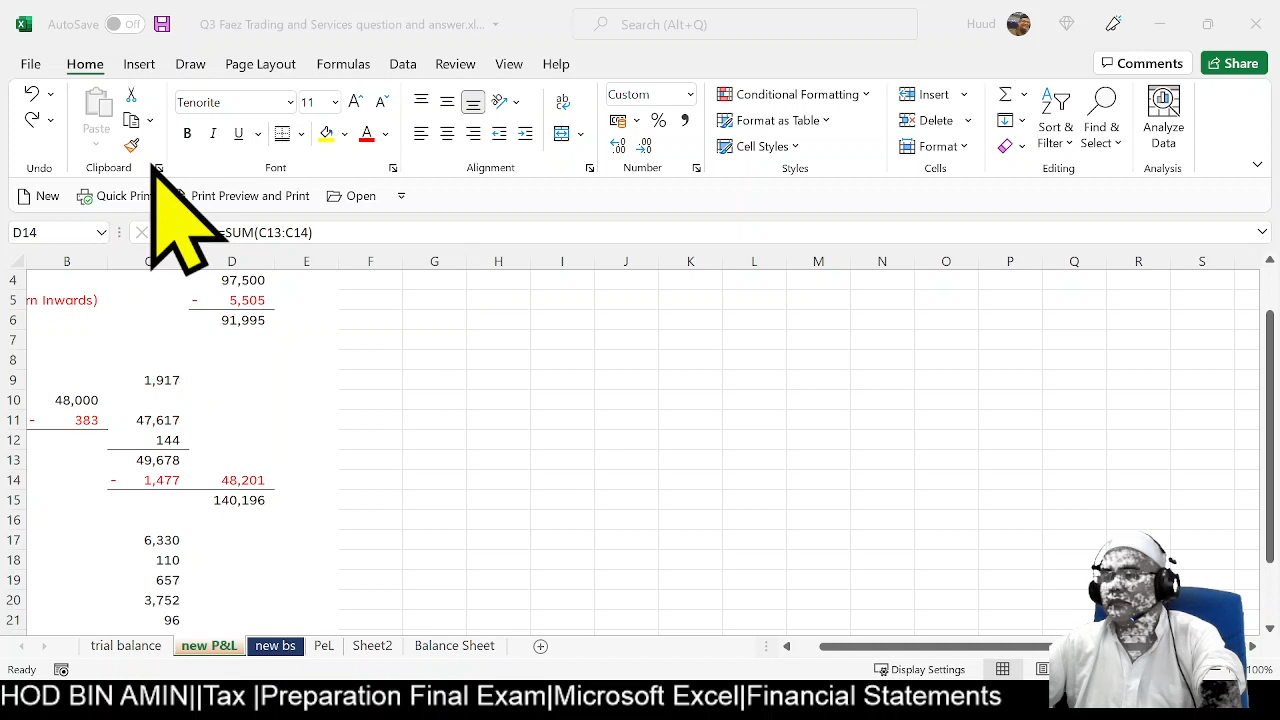 AutoSave Off Q3 Faez Trading and Services question and answer.xl... Search (Alt+Q) Huud
File Home Insert Draw Page Layout Formulas Data Review View Help Comments Share
Paste
Clipboard
Undo
Tenorite 11
B I U A
Font
Alignment
Custom
%
Number
Conditional Formatting
Format as Table
Cell Styles
Styles
Insert
Delete
Format
Cells
Sort & Filter
Find & Select
Editing
Analyze Data
Analysis
New Quick Print Print Preview and Print Open
D14 =SUM(C13:C14)
B E F G H I J K L M N O P Q R S
4 97,500
5 rn Inwards) - 5,505
6 91,995
7
8
9 1,917
10 48,000
11 - 383 47,617
12 144
13 49,678
14 - 1,477 48,201
15 140,196
16
17 6,330
18 110
19 657
20 3,752
21 96
trial balance new P&L new bs PeL Sheet2 Balance Sheet
Ready Display Settings 100%
HOD BIN AMIN||Tax |Preparation Final Exam|Microsoft Excel|Financial Statements